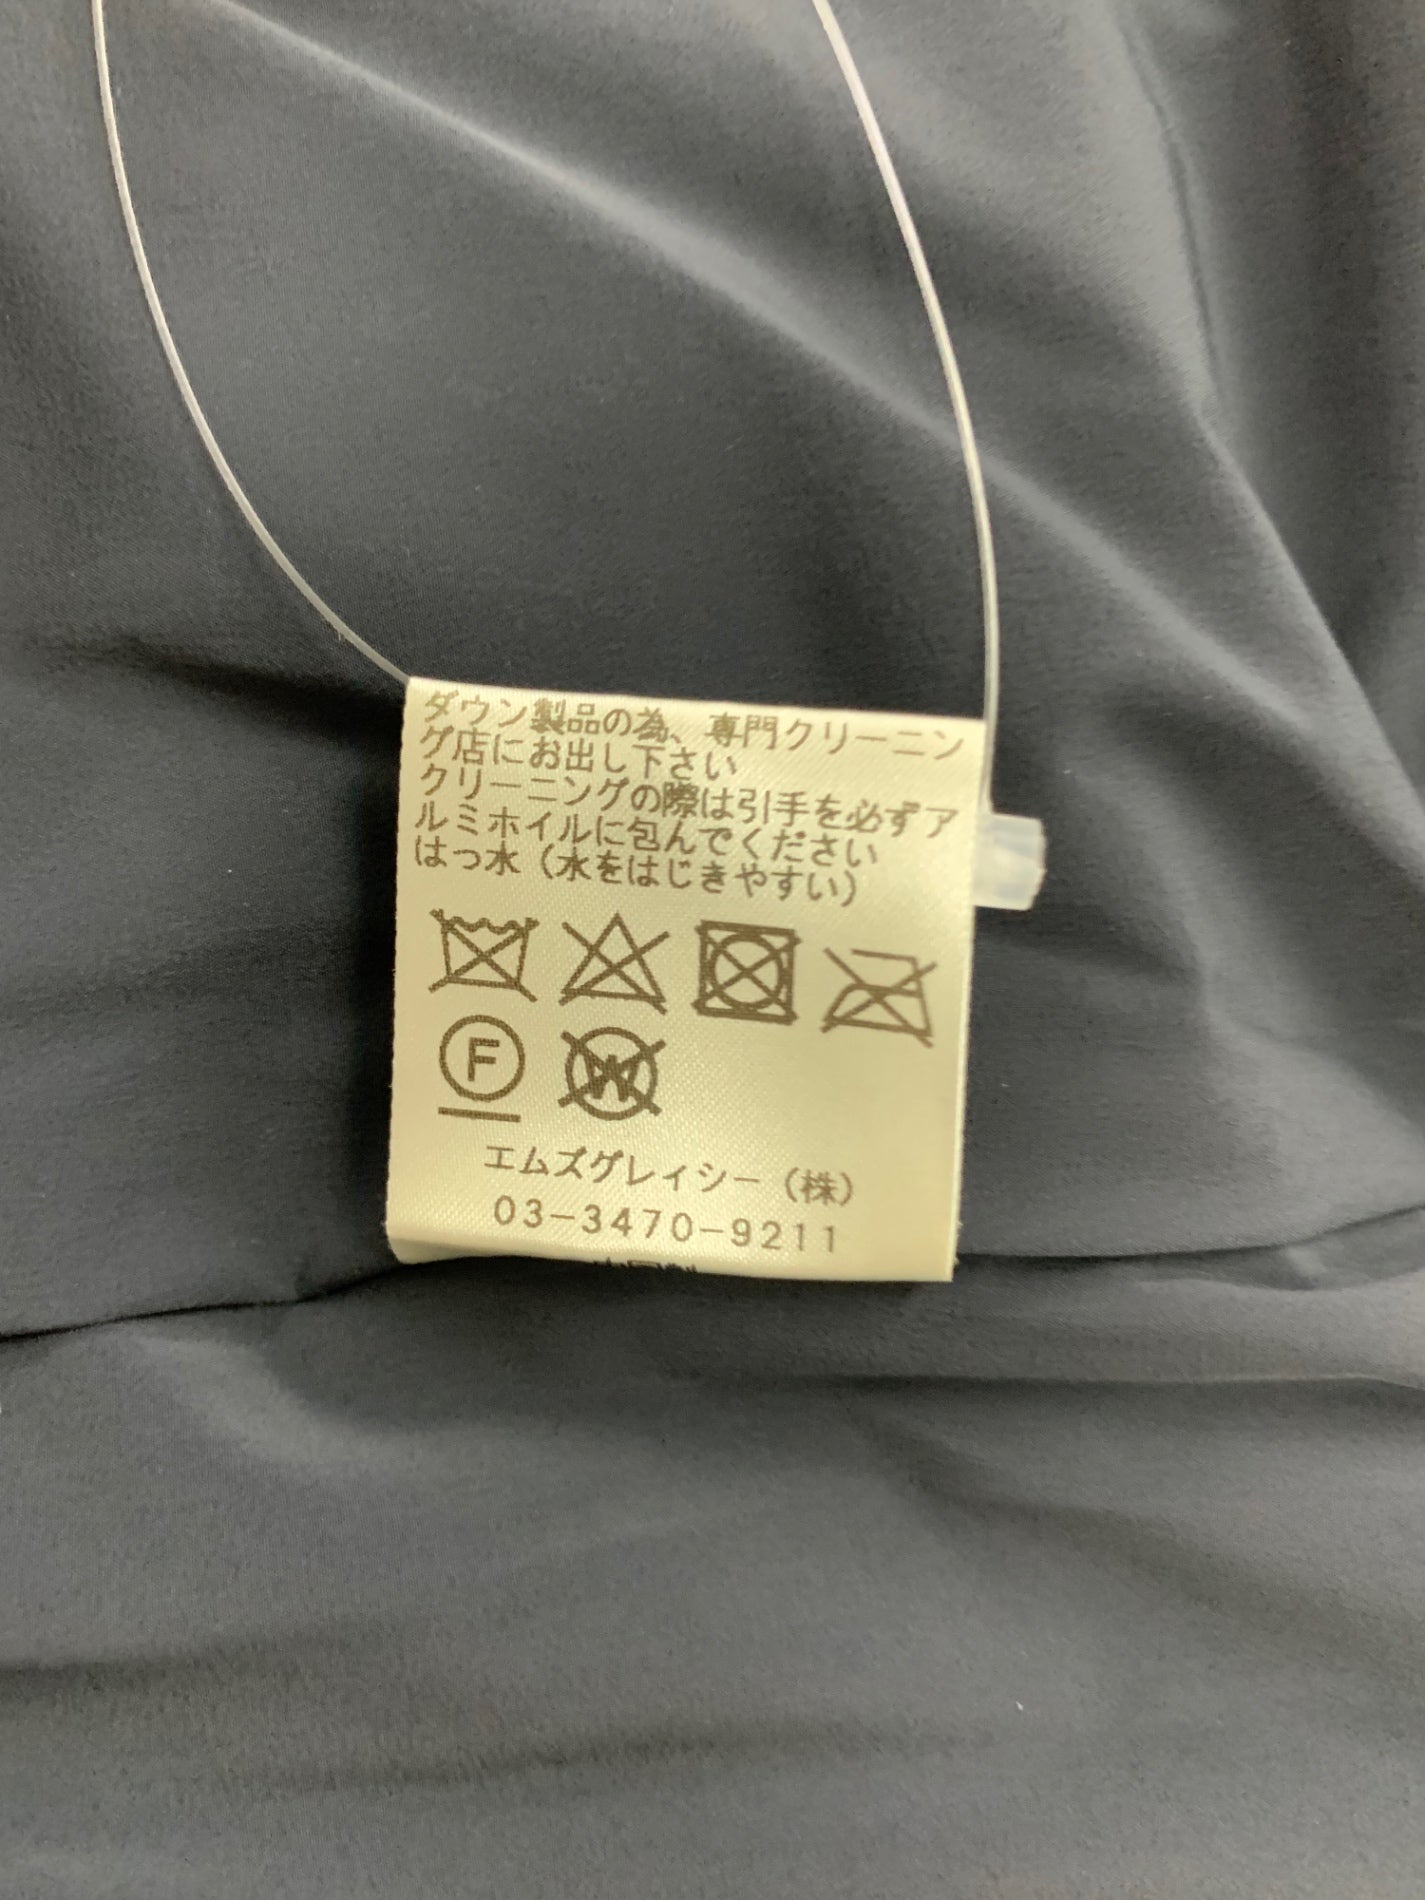 ダウン製品の為、専門クリーニン
グ店にお出し下さい
クリーニングの際は引手を必ずア
ルミホイルに包んでください
はっ水（水をはじきやすい）
F
W
エムズグレイシー（株）
03-3470-9211